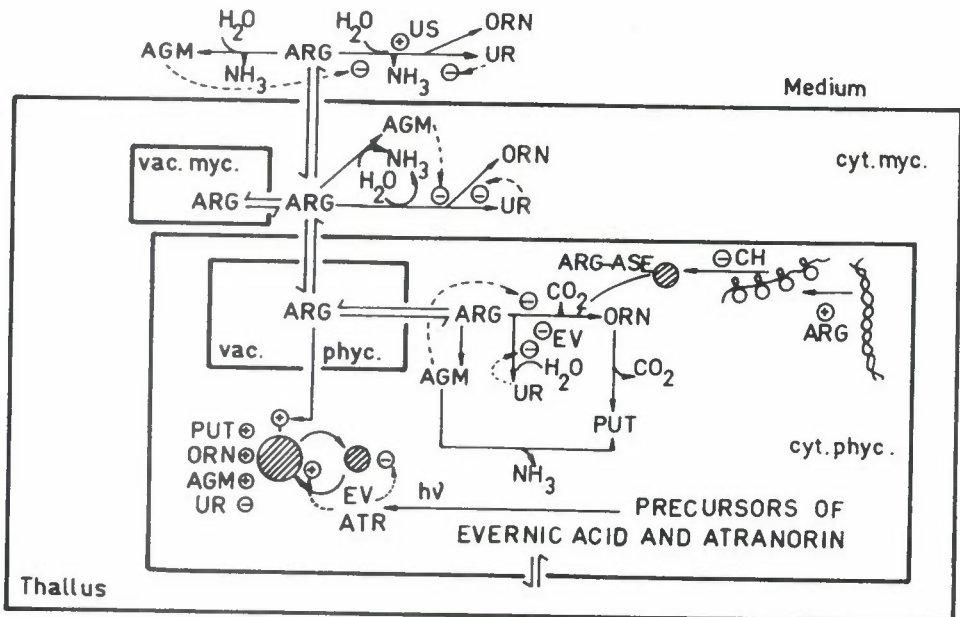 H2O H2O ⊕US ORN
AGM ARG UR
NH3 ⊖ NH3 ⊖
Medium
AGM
vac. myc. NH3 ORN cyt.myc.
H2O ⊖ ⊖
ARG ARG UR
ARG-ASE ⊖CH
⊖ CO2
ARG ARG ORN ⊕
ARG
⊖ EV
⊖
vac. phyc. AGM H2O CO2
UR
PUT
⊕
PUT⊕ cyt.phyc.
ORN⊕ ⊕ ⊖ NH3
AGM⊕ EV hν
UR ⊖ ATR PRECURSORS OF
EVERNIC ACID AND ATRANORIN
Thallus